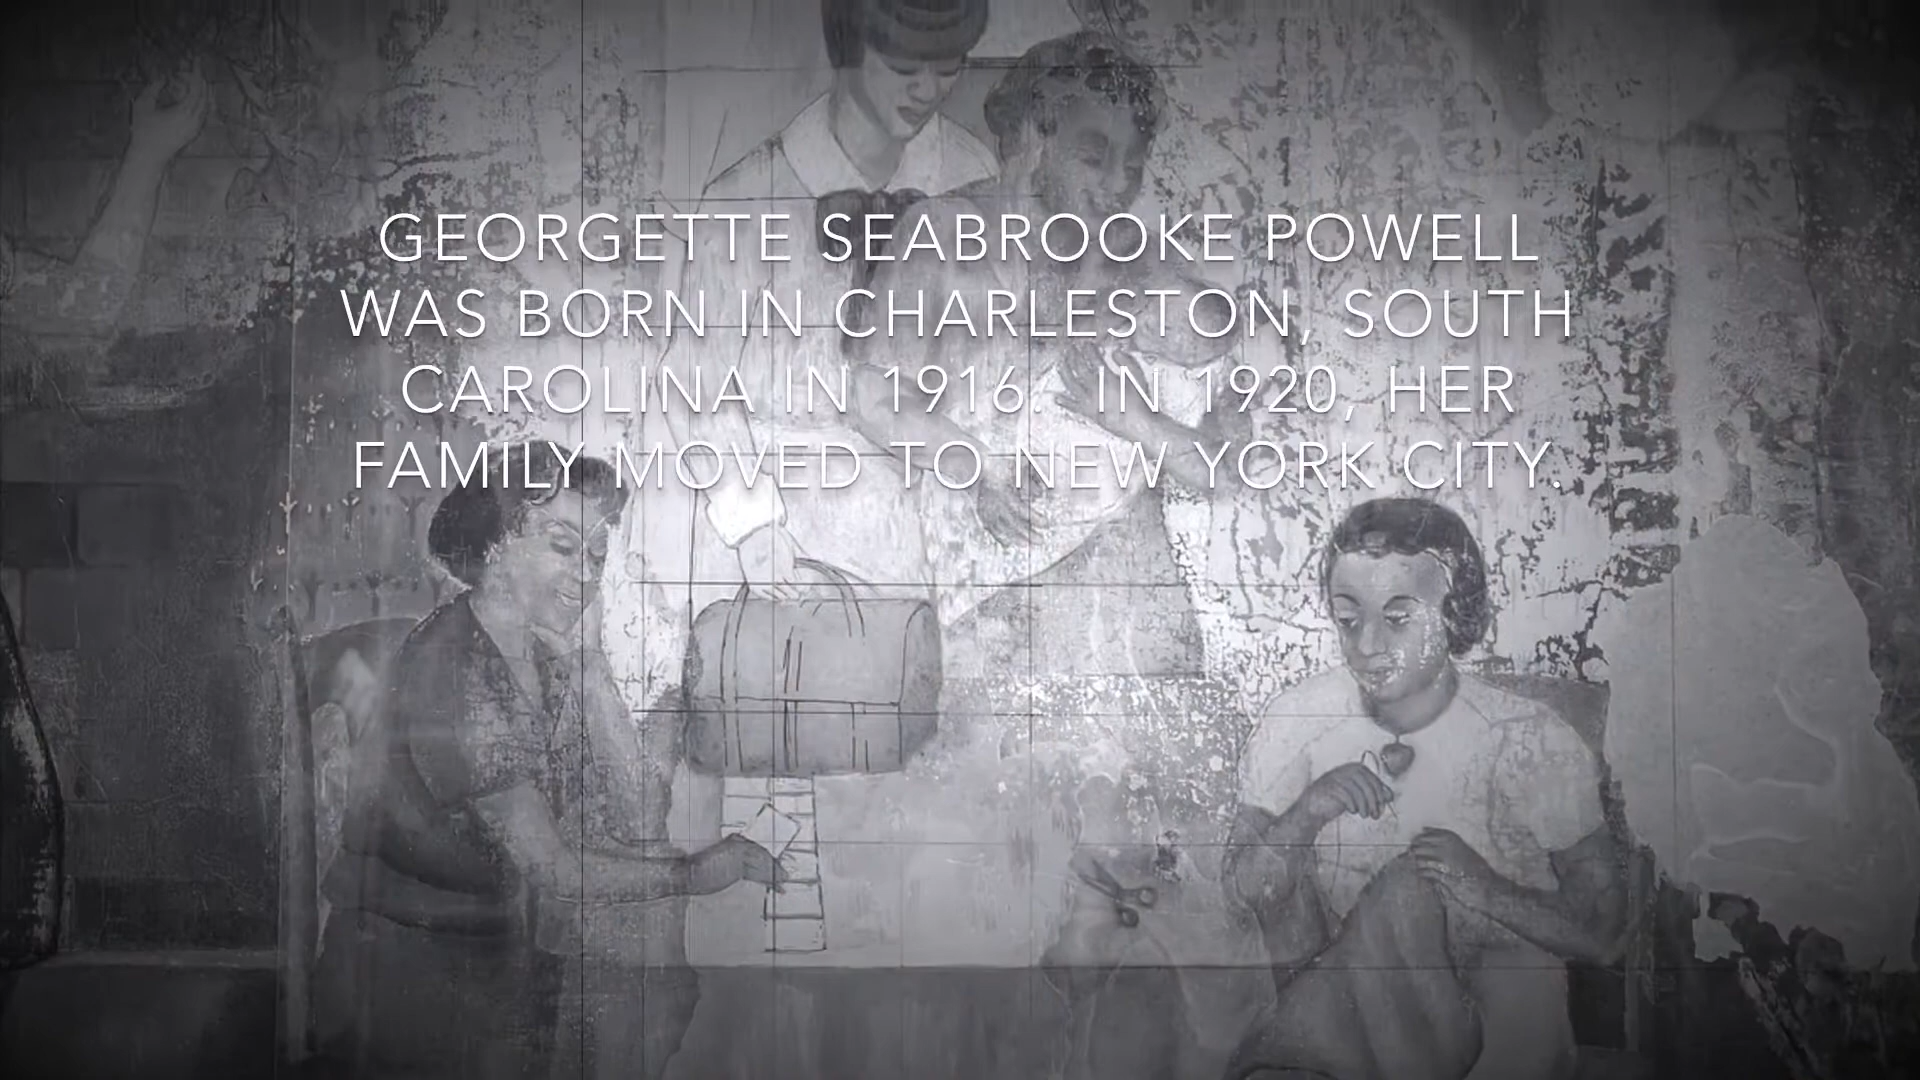 GEORGETTE SEABROOKE POWELL
WAS BORN IN CHARLESTON, SOUTH
CAROLINA IN 1916.  IN 1920, HER
FAMILY MOVED TO NEW YORK CITY.